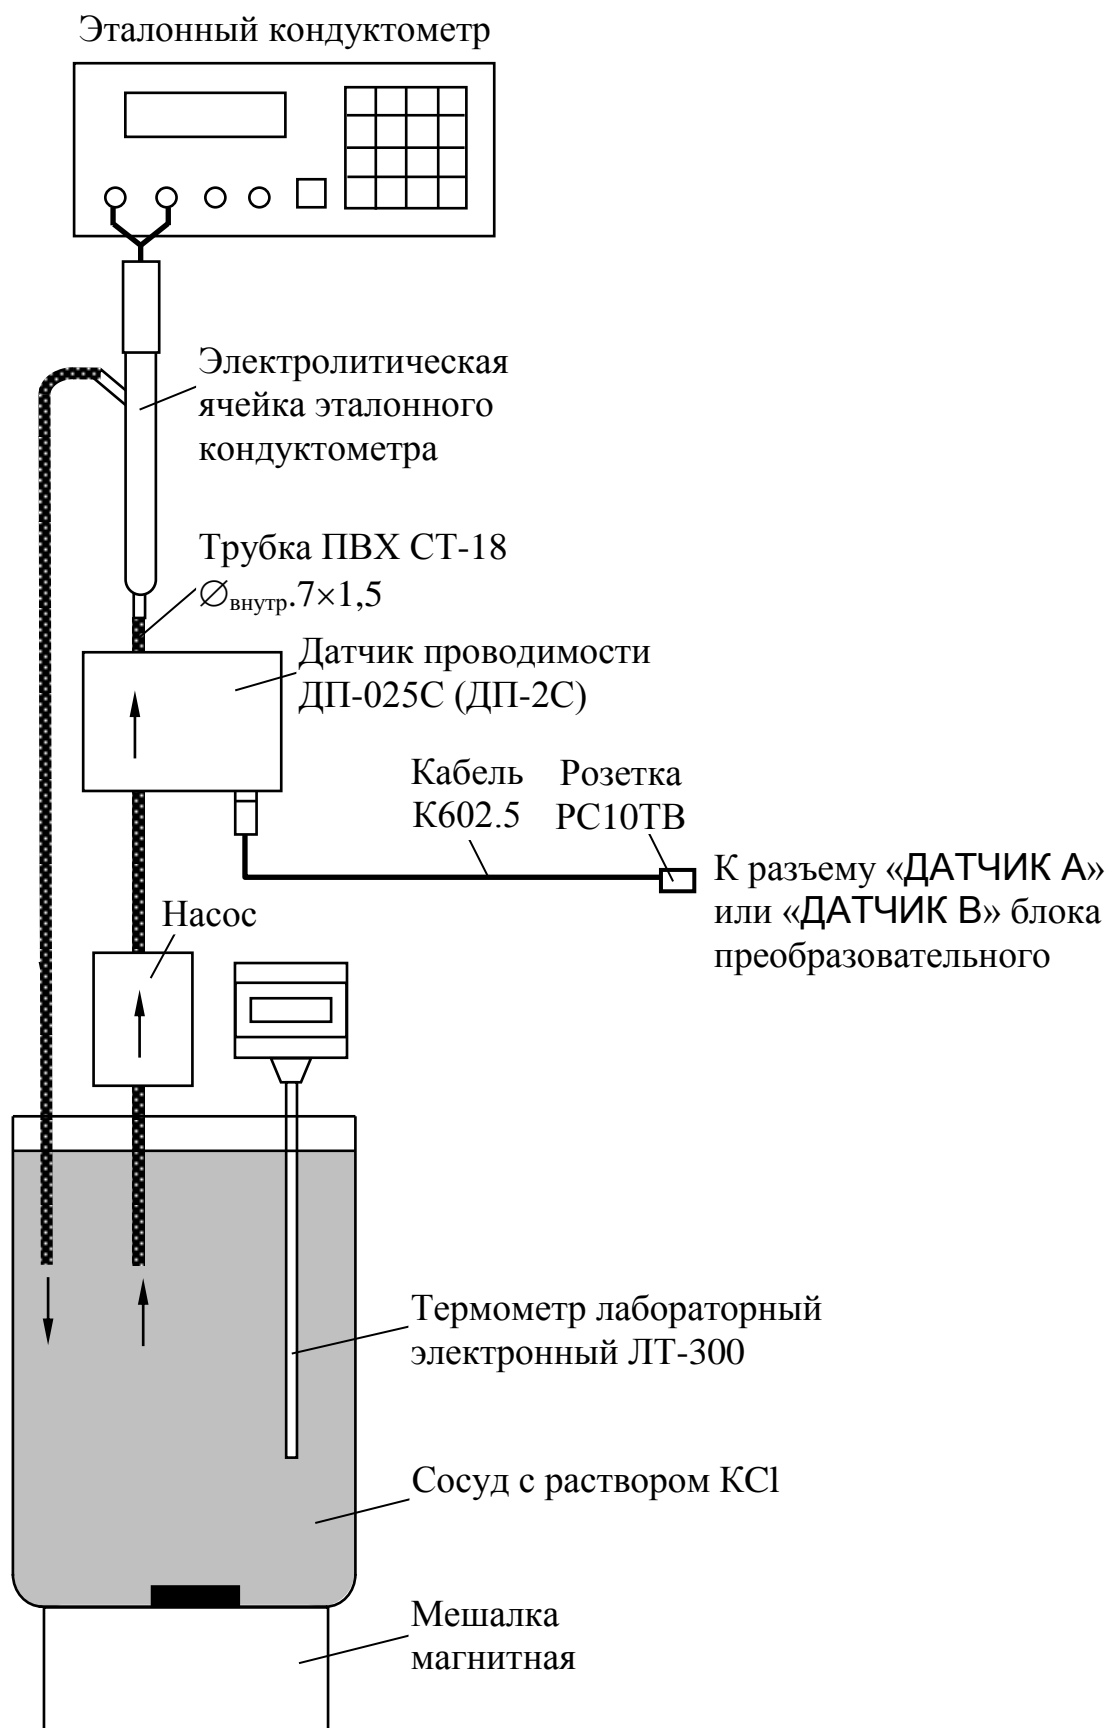 Эталонный кондуктометр
Электролитическая
ячейка эталонного
кондуктометра
Трубка ПВХ СТ-18
∅внутр.7×1,5
Датчик проводимости
ДП-025С (ДП-2С)
Кабель
К602.5
Розетка
РС10ТВ
К разъему «ДАТЧИК А»
или «ДАТЧИК В» блока
преобразовательного
Насос
Термометр лабораторный
электронный ЛТ-300
Сосуд с раствором KCl
Мешалка
магнитная